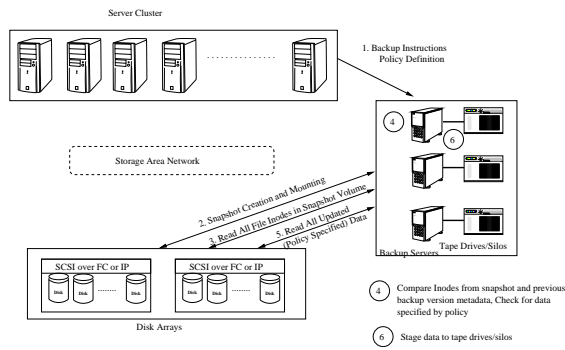 Server Cluster
1. Backup Instructions
Policy Definition
4
6
Storage Area Network
2. Snapshot Creation and Mounting
3. Read All File Inodes in Snapshot Volume
5. Read All Updated
(Policy Specified) Data
Backup Servers
Tape Drives/Silos
SCSI over FC or IP
Disk
Disk
Disk
SCSI over FC or IP
Disk
Disk
Disk
Disk Arrays
4
Compare Inodes from snapshot and previous
backup version metadata, Check for data
specified by policy
6
Stage data to tape drives/silos